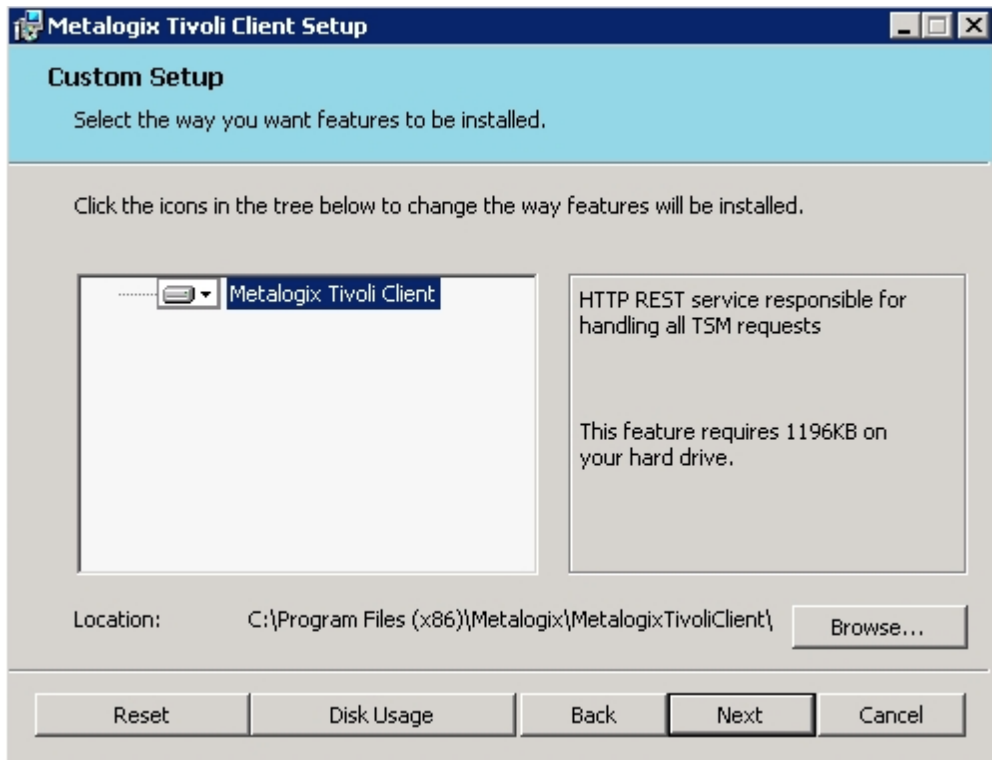 Metalogix Tivoli Client Setup
Custom Setup
Select the way you want features to be installed.
Click the icons in the tree below to change the way features will be installed.
Metalogix Tivoli Client
HTTP REST service responsible for
handling all TSM requests
This feature requires 1196KB on
your hard drive.
Location: C:\Program Files (x86)\Metalogix\MetalogixTivoliClient\ Browse...
Reset Disk Usage Back Next Cancel